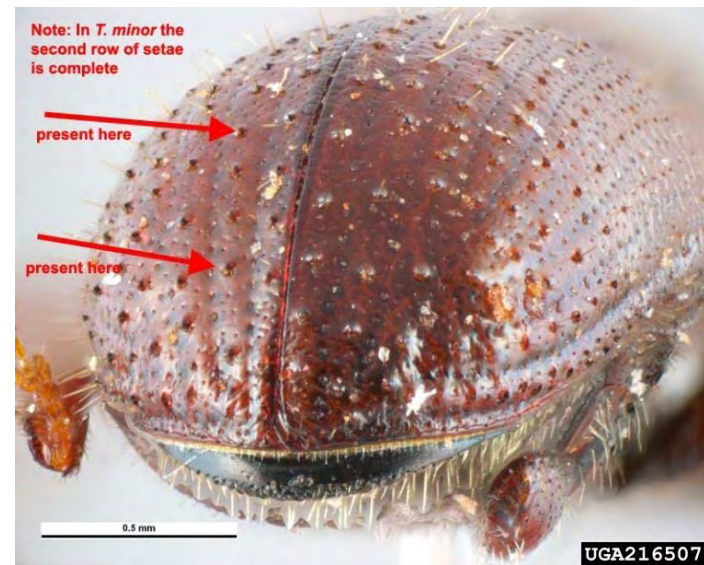 Note: In T. minor the
second row of setae
is complete
present here
present here
0.5 mm
UGA216507